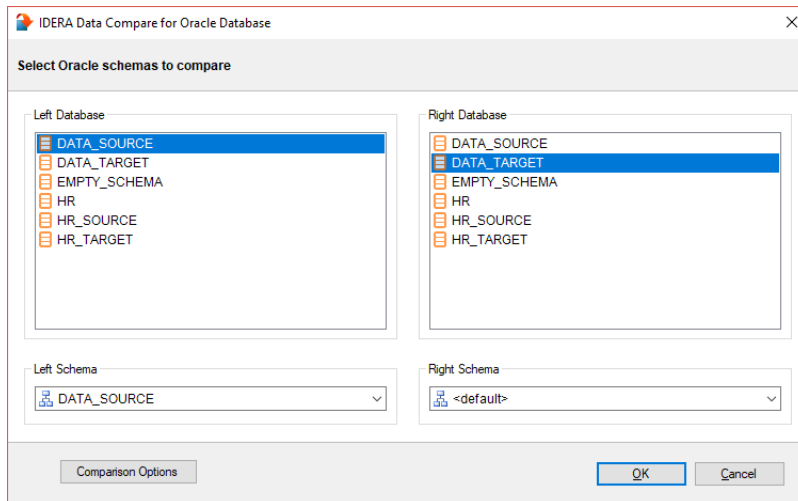 IDERA Data Compare for Oracle Database
Select Oracle schemas to compare
Left Database
DATA_SOURCE
DATA_TARGET
EMPTY_SCHEMA
HR
HR_SOURCE
HR_TARGET
Right Database
DATA_SOURCE
DATA_TARGET
EMPTY_SCHEMA
HR
HR_SOURCE
HR_TARGET
Left Schema
DATA_SOURCE
Right Schema
<default>
Comparison Options
OK
Cancel